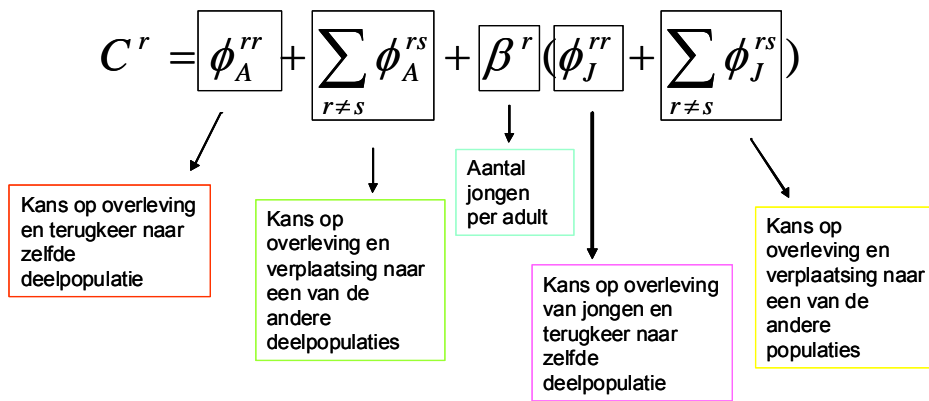 C^r = φ_A^{rr} + ∑_{r≠s} φ_A^{rs} + β^r (φ_J^{rr} + ∑_{r≠s} φ_J^{rs})
Kans op overleving
en terugkeer naar
zelfde
deelpopulatie
Kans op
overleving en
verplaatsing naar
een van de
andere
deelpopulaties
Aantal
jongen
per adult
Kans op overleving
van jongen en
terugkeer naar
zelfde
deelpopulatie
Kans op
overleving en
verplaatsing naar
een van de
andere
populaties